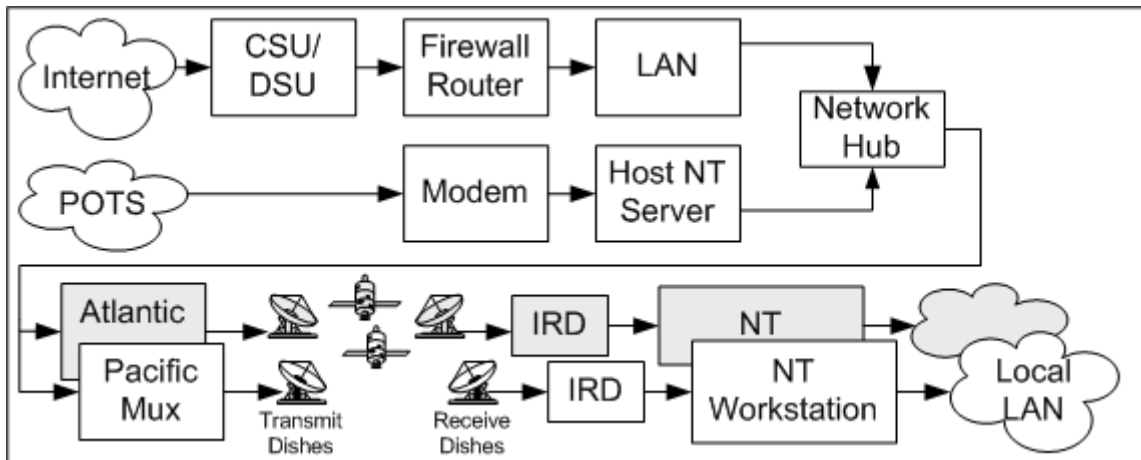 Internet
CSU/
DSU
Firewall
Router
LAN
Network
Hub
POTS
Modem
Host NT
Server
Atlantic
Pacific
Mux
Transmit
Dishes
Receive
Dishes
IRD
IRD
NT
NT
Workstation
Local
LAN